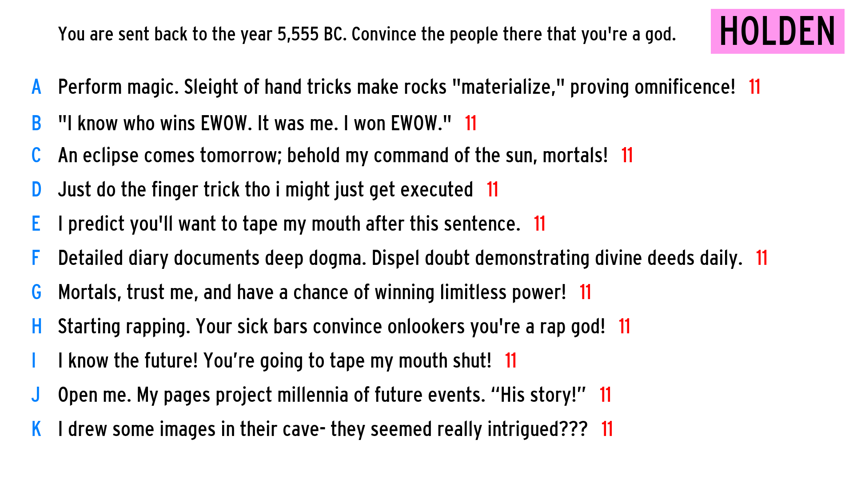 You are sent back to the year 5,555 BC. Convince the people there that you're a god.
HOLDEN
A Perform magic. Sleight of hand tricks make rocks "materialize," proving omnificence! 11
B "I know who wins EWOW. It was me. I won EWOW." 11
C An eclipse comes tomorrow; behold my command of the sun, mortals! 11
D Just do the finger trick tho i might just get executed 11
E I predict you'll want to tape my mouth after this sentence. 11
F Detailed diary documents deep dogma. Dispel doubt demonstrating divine deeds daily. 11
G Mortals, trust me, and have a chance of winning limitless power! 11
H Starting rapping. Your sick bars convince onlookers you're a rap god! 11
I I know the future! You’re going to tape my mouth shut! 11
J Open me. My pages project millennia of future events. “His story!” 11
K I drew some images in their cave- they seemed really intrigued??? 11